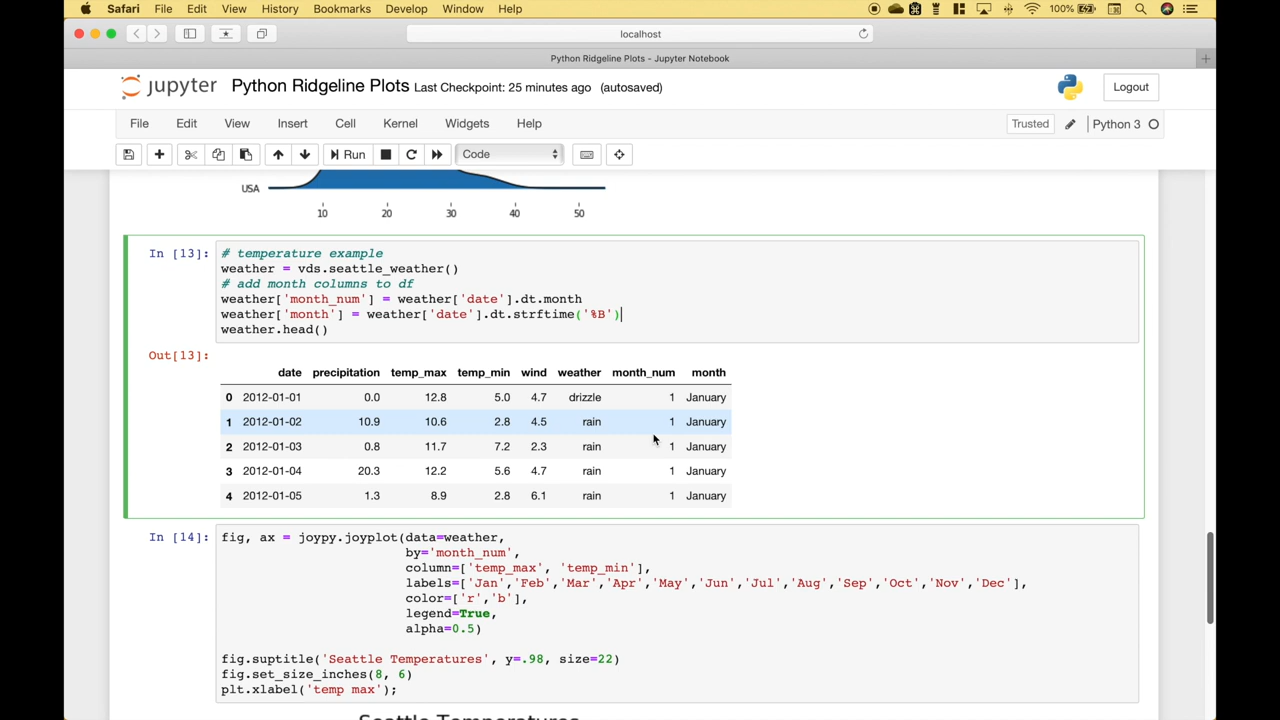 Safari File Edit View History Bookmarks Develop Window Help 100%
localhost
Python Ridgeline Plots - Jupyter Notebook
jupyter Python Ridgeline Plots Last Checkpoint: 25 minutes ago (autosaved) Logout
File Edit View Insert Cell Kernel Widgets Help Trusted Python 3
Run Code
USA
10 20 30 40 50
In [13]: # temperature example
weather = vds.seattle_weather()
# add month columns to df
weather['month_num'] = weather['date'].dt.month
weather['month'] = weather['date'].dt.strftime('%B')
weather.head()
Out[13]:
date precipitation temp_max temp_min wind weather month_num month
0 2012-01-01 0.0 12.8 5.0 4.7 drizzle 1 January
1 2012-01-02 10.9 10.6 2.8 4.5 rain 1 January
2 2012-01-03 0.8 11.7 7.2 2.3 rain 1 January
3 2012-01-04 20.3 12.2 5.6 4.7 rain 1 January
4 2012-01-05 1.3 8.9 2.8 6.1 rain 1 January
In [14]: fig, ax = joypy.joyplot(data=weather,
by='month_num',
column=['temp_max', 'temp_min'],
labels=['Jan','Feb','Mar','Apr','May','Jun','Jul','Aug','Sep','Oct','Nov','Dec'],
color=['r','b'],
legend=True,
alpha=0.5)
fig.suptitle('Seattle Temperatures', y=.98, size=22)
fig.set_size_inches(8, 6)
plt.xlabel('temp max');
Seattle Temperatures